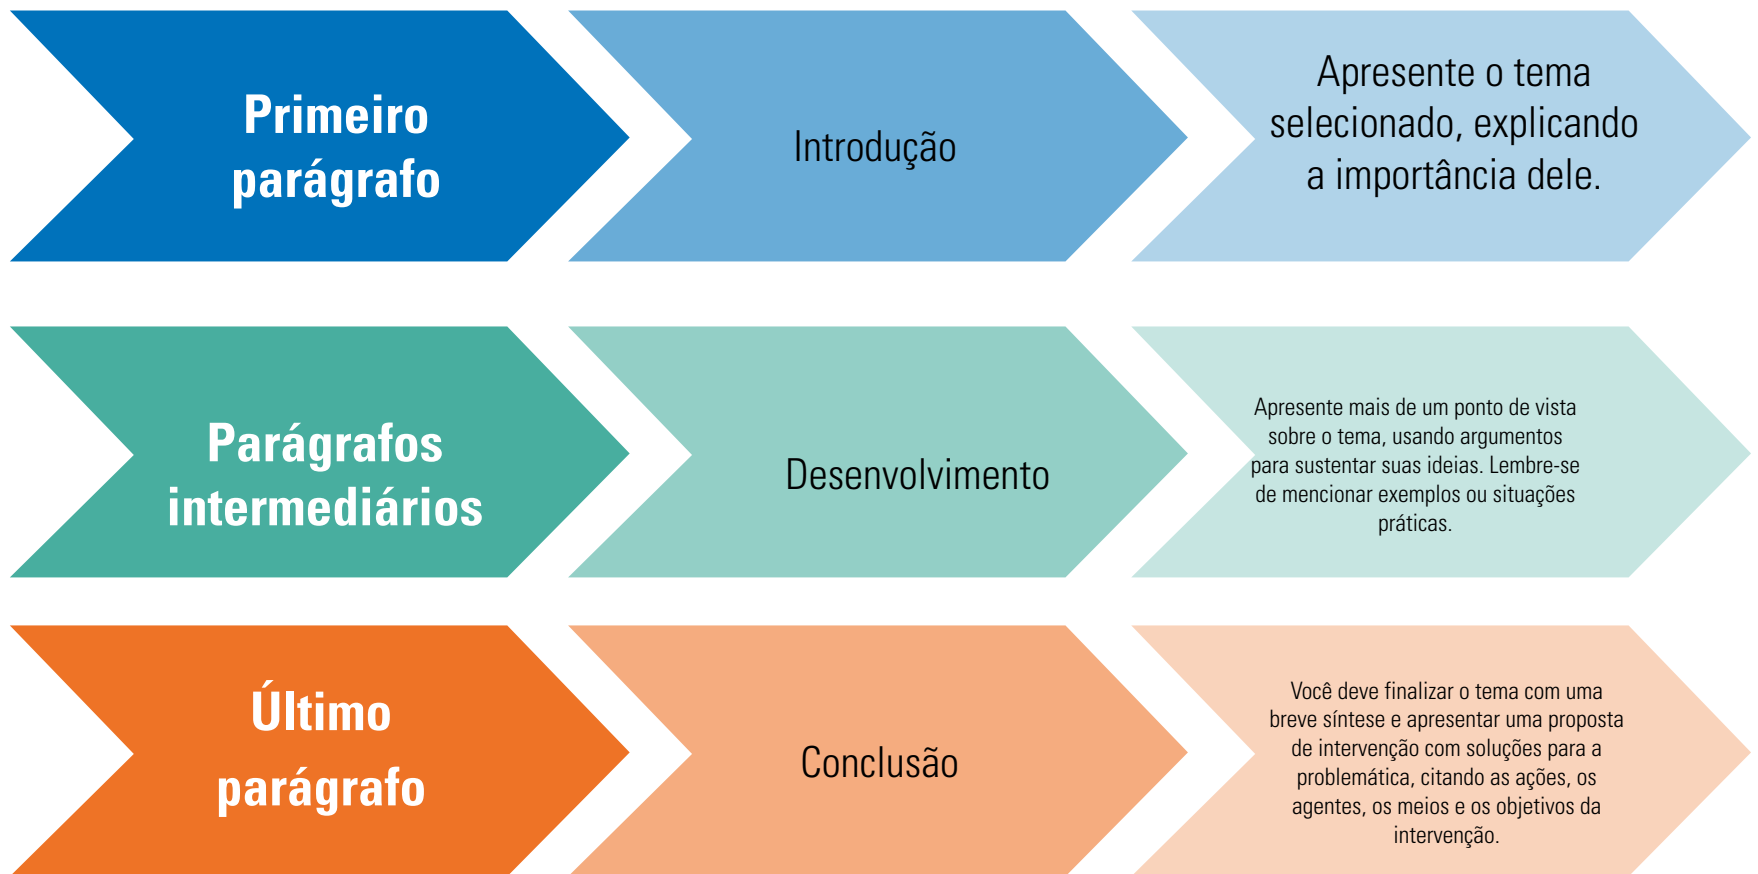 Primeiro
parágrafo
Introdução
Apresente o tema
selecionado, explicando
a importância dele.
Parágrafos
intermediários
Desenvolvimento
Apresente mais de um ponto de vista
sobre o tema, usando argumentos
para sustentar suas ideias. Lembre-se
de mencionar exemplos ou situações
práticas.
Último
parágrafo
Conclusão
Você deve finalizar o tema com uma
breve síntese e apresentar uma proposta
de intervenção com soluções para a
problemática, citando as ações, os
agentes, os meios e os objetivos da
intervenção.